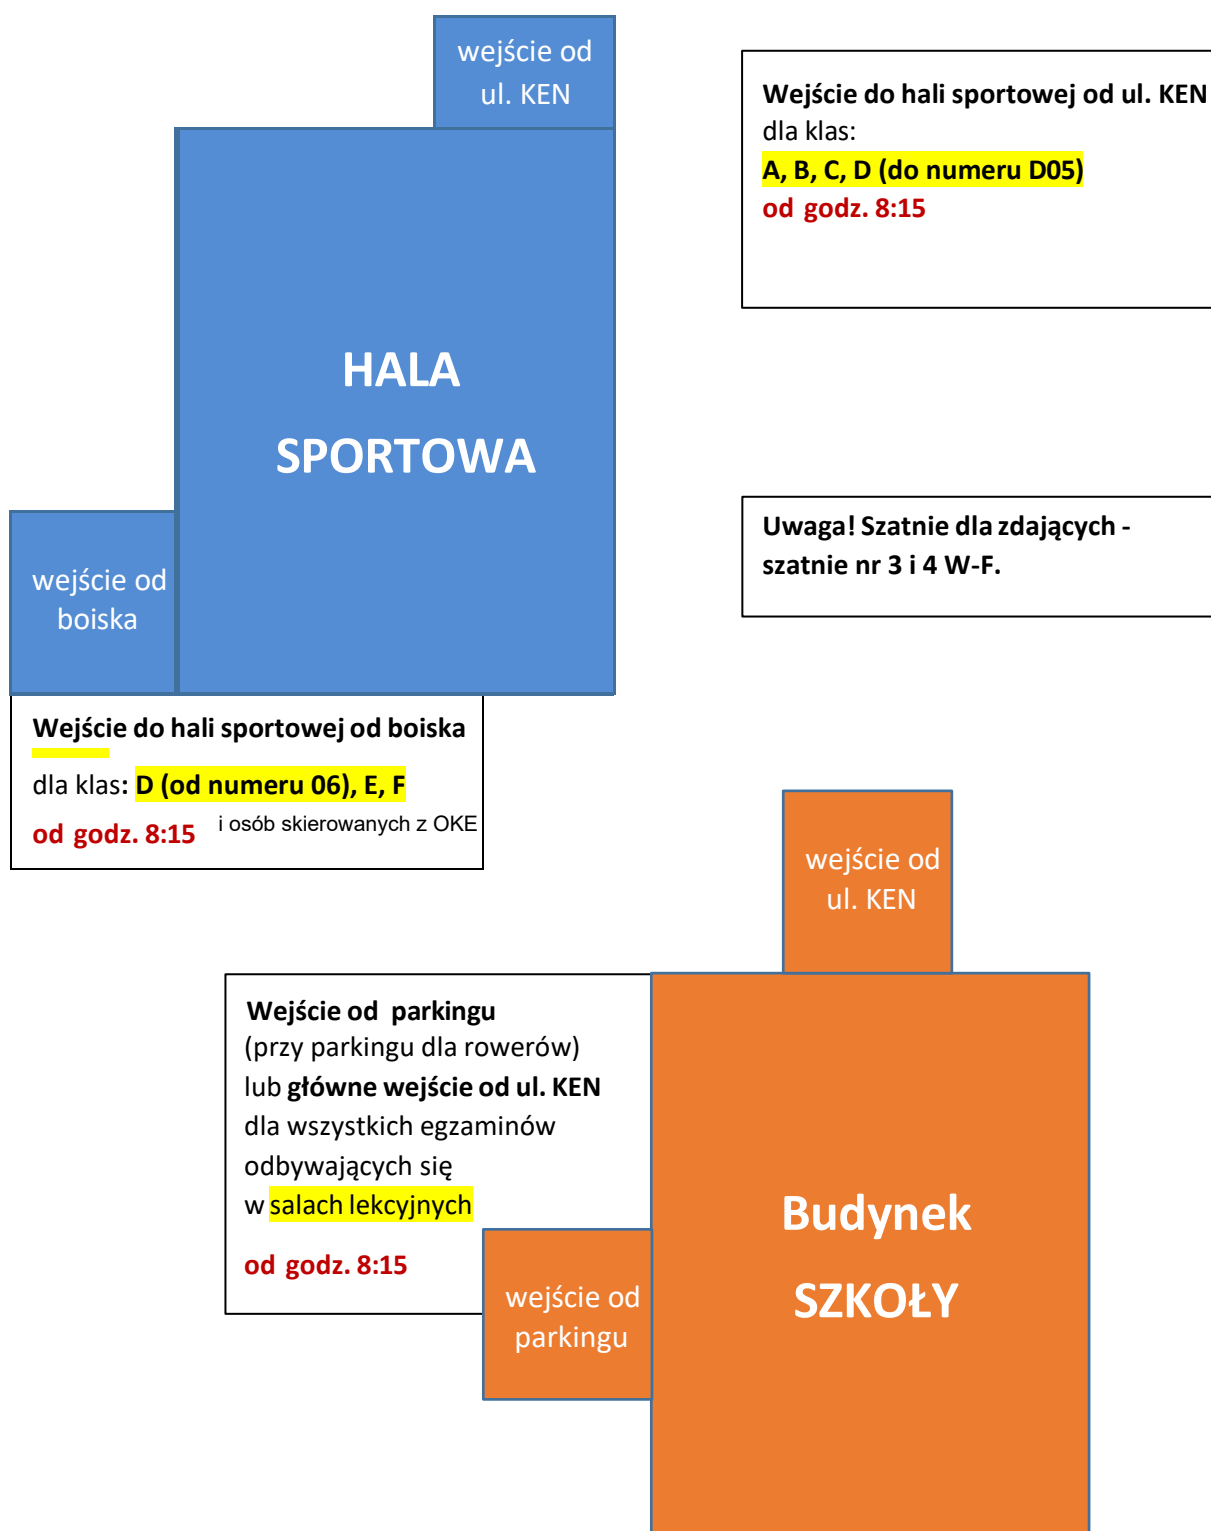 wejście od
ul. KEN
Wejście do hali sportowej od ul. KEN
dla klas:
A, B, C, D (do numeru D05)
od godz. 8:15
HALA
SPORTOWA
Uwaga! Szatnie dla zdających -
szatnie nr 3 i 4 W-F.
wejście od
boiska
Wejście do hali sportowej od boiska
dla klas: D (od numeru 06), E, F
od godz. 8:15 i osób skierowanych z OKE
wejście od
ul. KEN
Wejście od parkingu
(przy parkingu dla rowerów)
lub główne wejście od ul. KEN
dla wszystkich egzaminów
odbywających się
w salach lekcyjnych
od godz. 8:15
wejście od
parkingu
Budynek
SZKOŁY